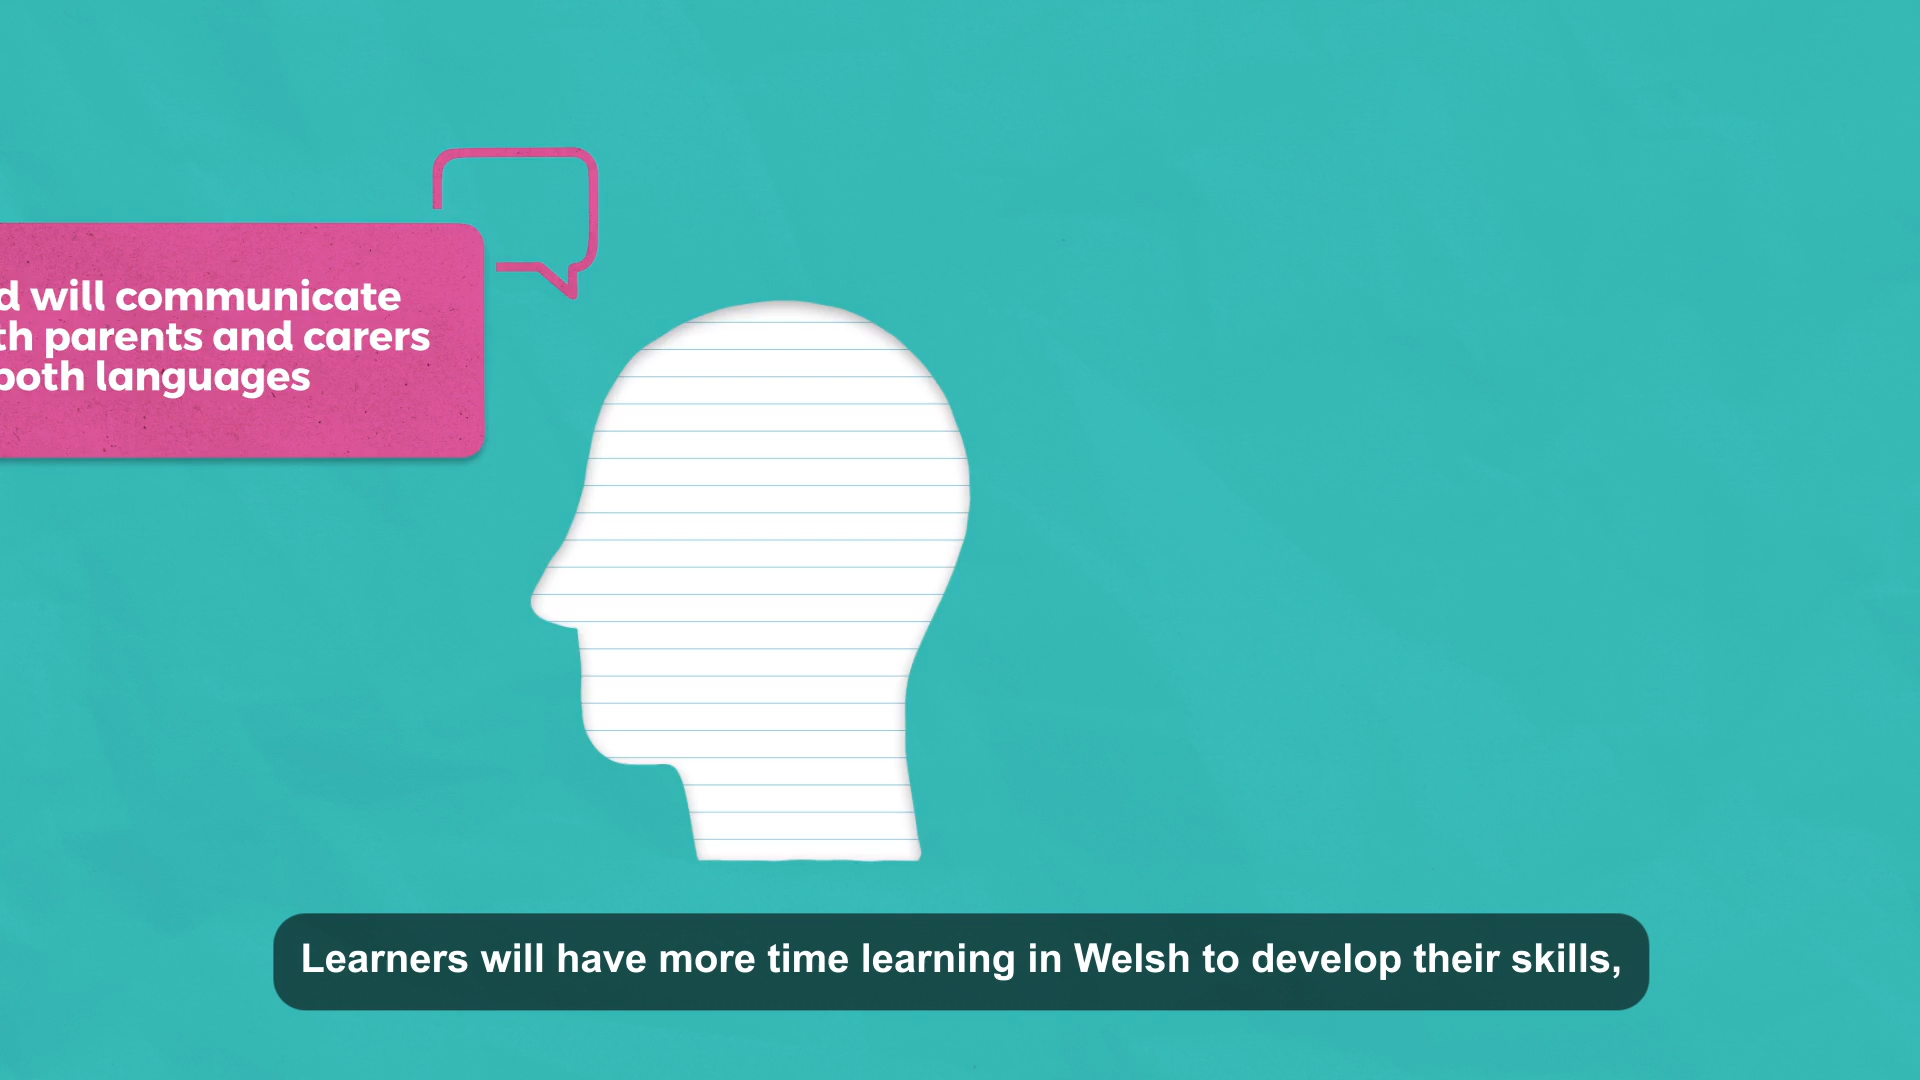 will communicate
parents and carers
both languages
Learners will have more time learning in Welsh to develop their skills,